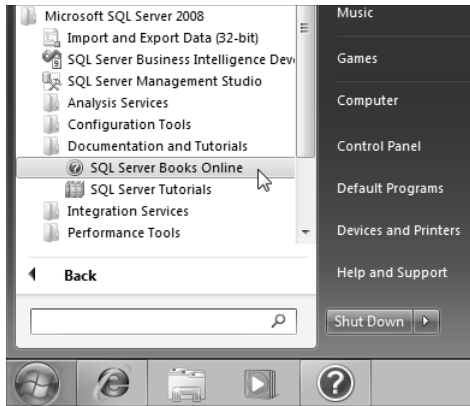 Microsoft SQL Server 2008
Import and Export Data (32-bit)
SQL Server Business Intelligence Dev
SQL Server Management Studio
Analysis Services
Configuration Tools
Documentation and Tutorials
SQL Server Books Online
SQL Server Tutorials
Integration Services
Performance Tools
Back
Music
Games
Computer
Control Panel
Default Programs
Devices and Printers
Help and Support
Shut Down